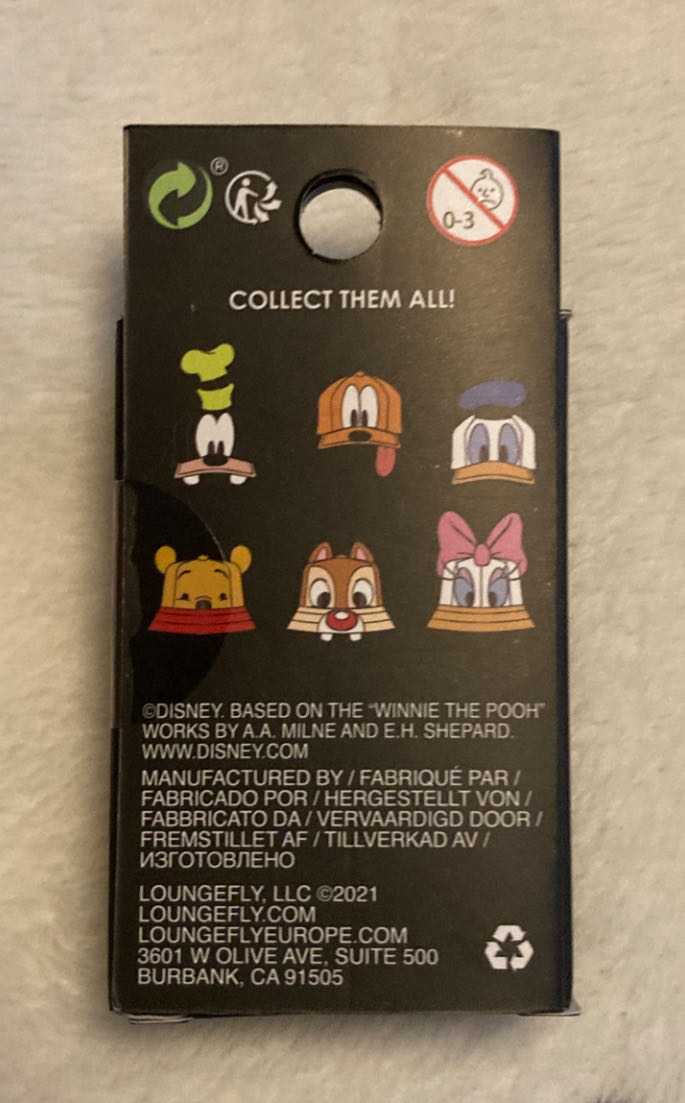 ®
0-3
COLLECT THEM ALL!
©DISNEY. BASED ON THE "WINNIE THE POOH"
WORKS BY A.A. MILNE AND E.H. SHEPARD.
WWW.DISNEY.COM
MANUFACTURED BY / FABRIQUÉ PAR /
FABRICADO POR / HERGESTELLT VON /
FABBRICATO DA / VERVAARDIGD DOOR /
FREMSTILLET AF / TILLVERKAD AV /
ИЗГОТОВЛЕНО
LOUNGEFLY, LLC ©2021
LOUNGEFLY.COM
LOUNGEFLYEUROPE.COM
3601 W OLIVE AVE, SUITE 500
BURBANK, CA 91505